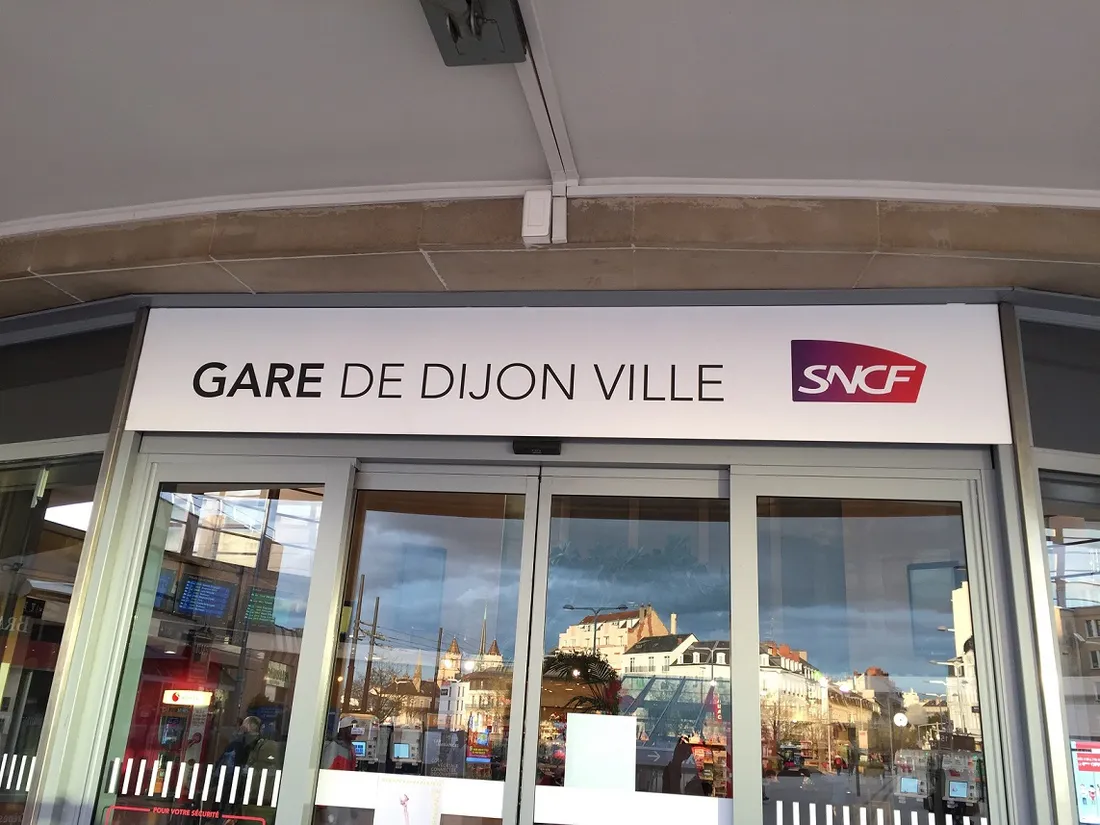 GARE DE DIJON VILLE
SNCF
POUR VOTRE SÉCURITÉ